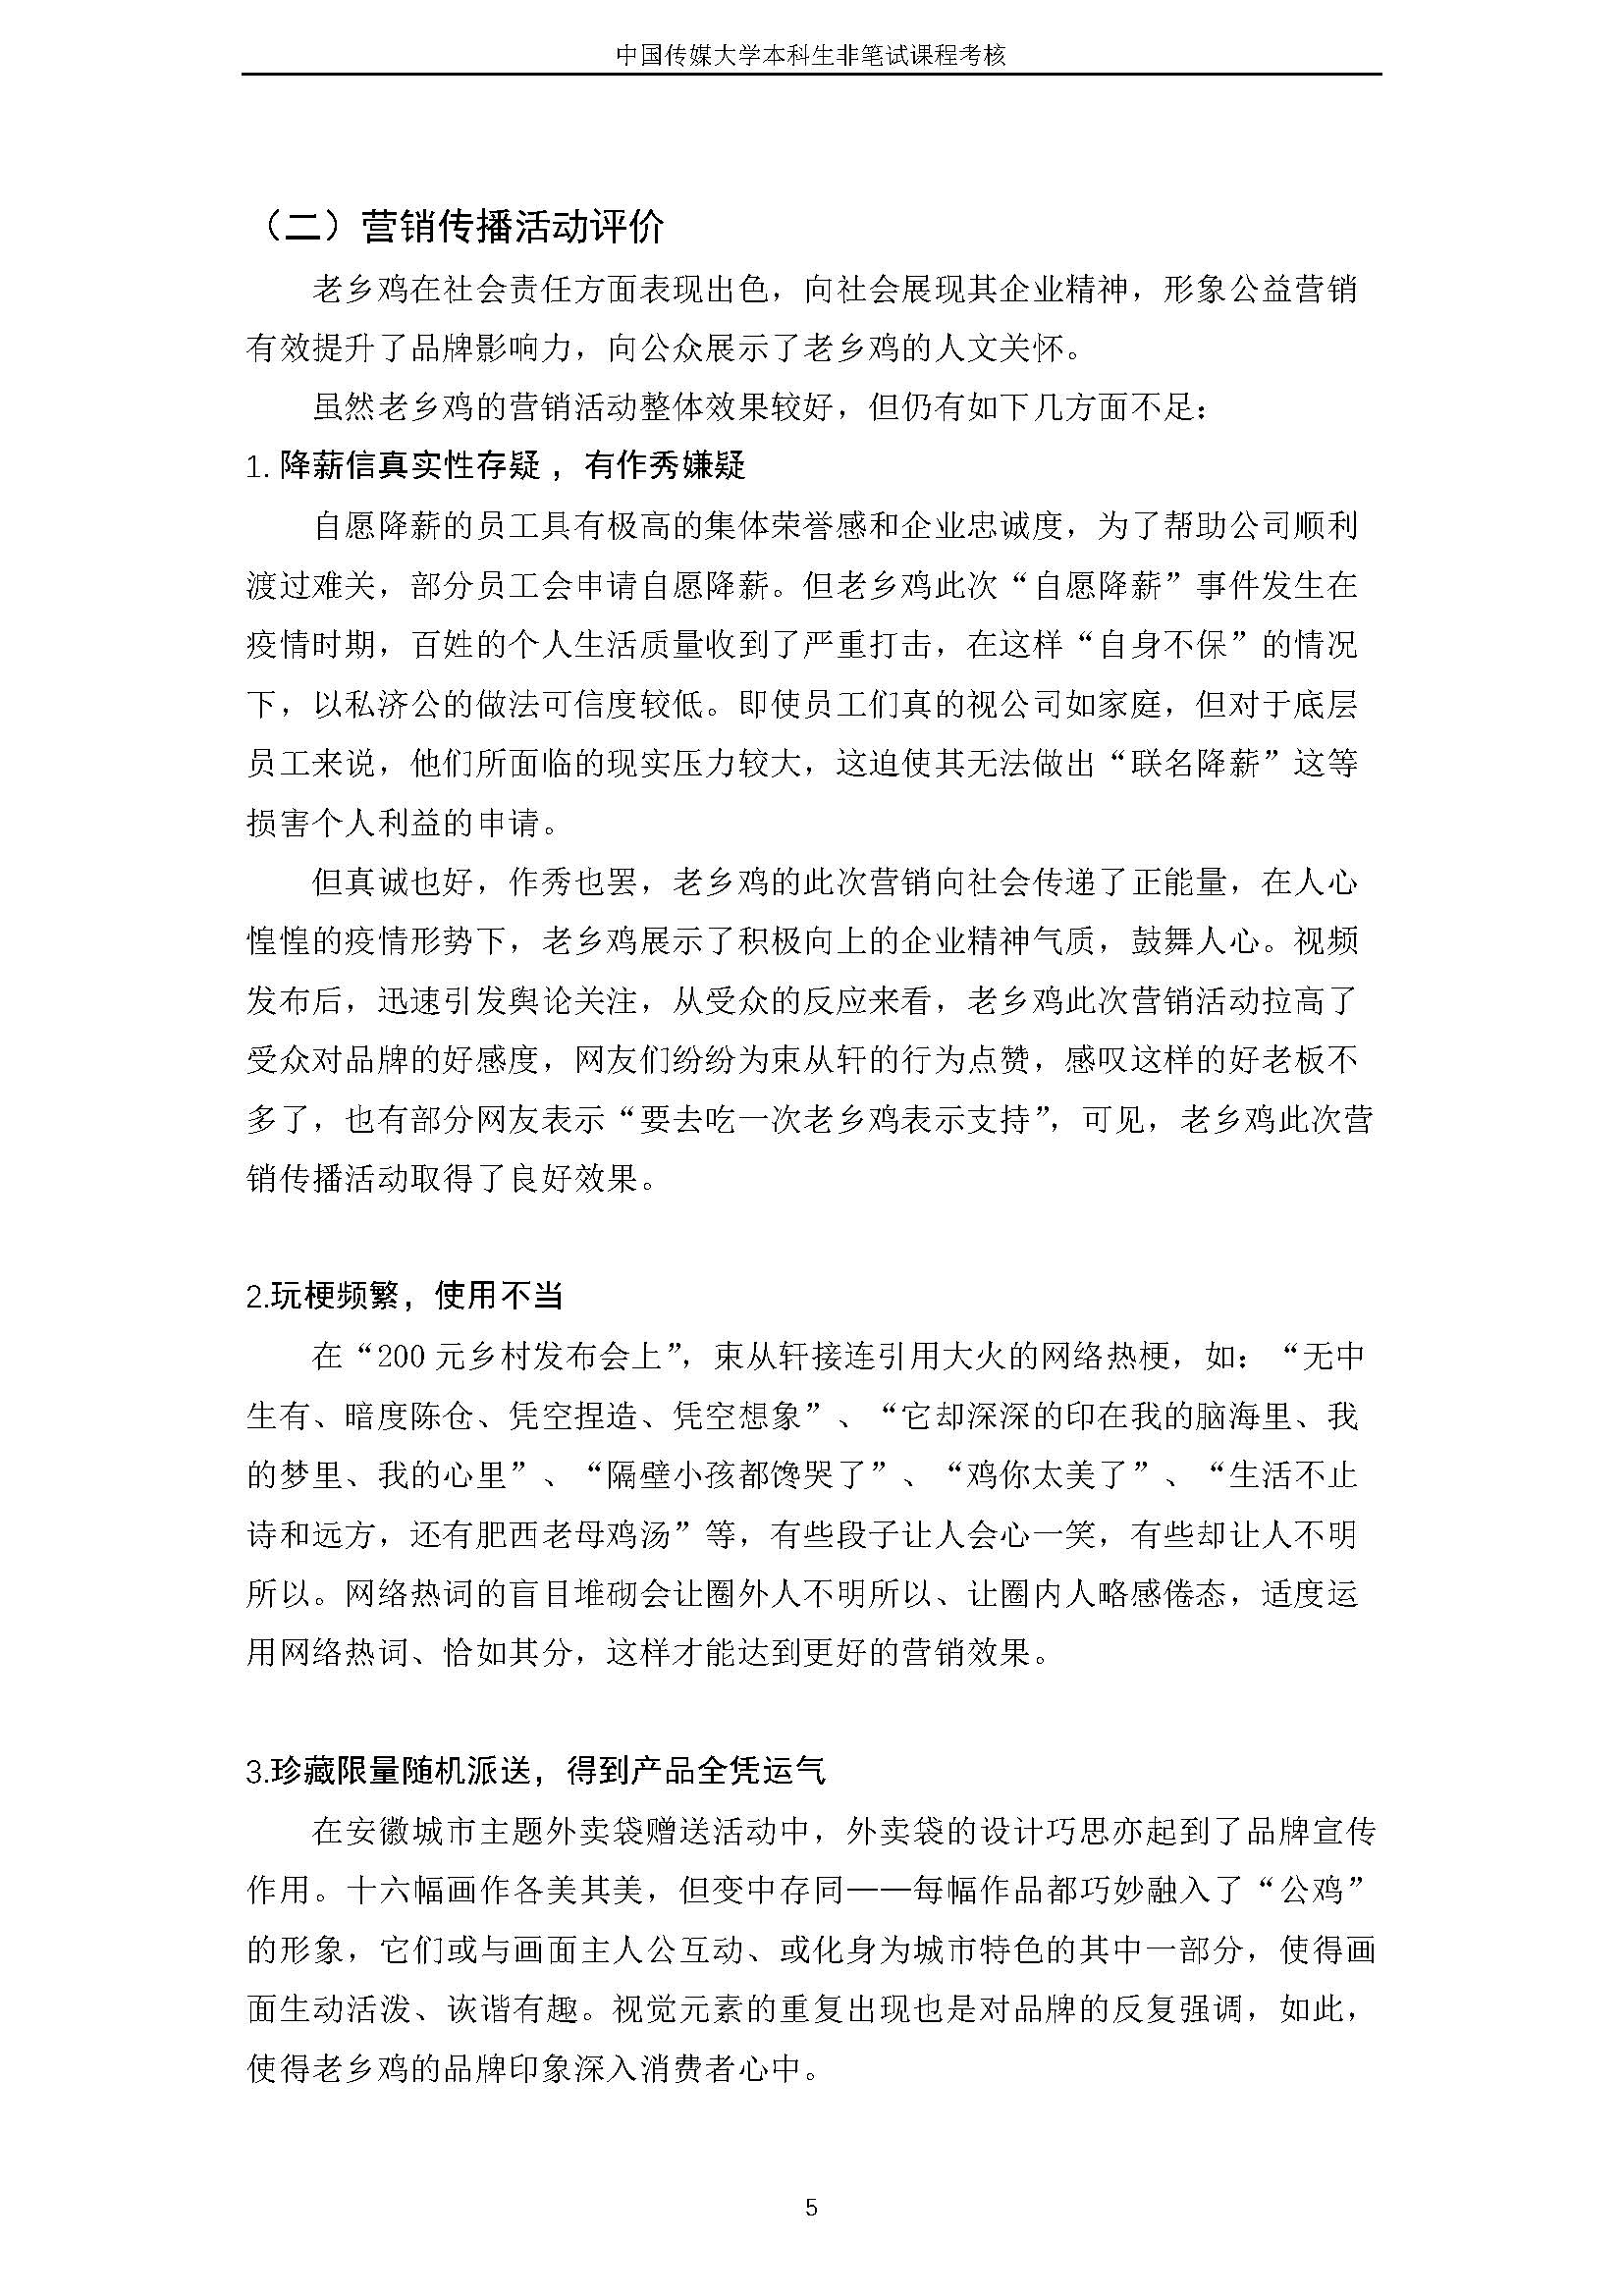 中国传媒大学本科生非笔试课程考核
（二）营销传播活动评价
老乡鸡在社会责任方面表现出色，向社会展现其企业精神，形象公益营销
有效提升了品牌影响力，向公众展示了老乡鸡的人文关怀。
虽然老乡鸡的营销活动整体效果较好，但仍有如下几方面不足：
1. 降薪信真实性存疑 ，有作秀嫌疑
自愿降薪的员工具有极高的集体荣誉感和企业忠诚度，为了帮助公司顺利
渡过难关，部分员工会申请自愿降薪。但老乡鸡此次“自愿降薪”事件发生在
疫情时期，百姓的个人生活质量收到了严重打击，在这样“自身不保”的情况
下，以私济公的做法可信度较低。即使员工们真的视公司如家庭，但对于底层
员工来说，他们所面临的现实压力较大，这迫使其无法做出“联名降薪”这等
损害个人利益的申请。
但真诚也好，作秀也罢，老乡鸡的此次营销向社会传递了正能量，在人心
惶惶的疫情形势下，老乡鸡展示了积极向上的企业精神气质，鼓舞人心。视频
发布后，迅速引发舆论关注，从受众的反应来看，老乡鸡此次营销活动拉高了
受众对品牌的好感度，网友们纷纷为束从轩的行为点赞，感叹这样的好老板不
多了，也有部分网友表示“要去吃一次老乡鸡表示支持”，可见，老乡鸡此次营
销传播活动取得了良好效果。
2.玩梗频繁，使用不当
在“200 元乡村发布会上”，束从轩接连引用大火的网络热梗，如：“无中
生有、暗度陈仓、凭空捏造、凭空想象”、“它却深深的印在我的脑海里、我
的梦里、我的心里”、“隔壁小孩都馋哭了”、“鸡你太美了”、“生活不止
诗和远方，还有肥西老母鸡汤”等，有些段子让人会心一笑，有些却让人不明
所以。网络热词的盲目堆砌会让圈外人不明所以、让圈内人略感倦态，适度运
用网络热词、恰如其分，这样才能达到更好的营销效果。
3.珍藏限量随机派送，得到产品全凭运气
在安徽城市主题外卖袋赠送活动中，外卖袋的设计巧思亦起到了品牌宣传
作用。十六幅画作各美其美，但变中存同——每幅作品都巧妙融入了“公鸡”
的形象，它们或与画面主人公互动、或化身为城市特色的其中一部分，使得画
面生动活泼、诙谐有趣。视觉元素的重复出现也是对品牌的反复强调，如此，
使得老乡鸡的品牌印象深入消费者心中。
5